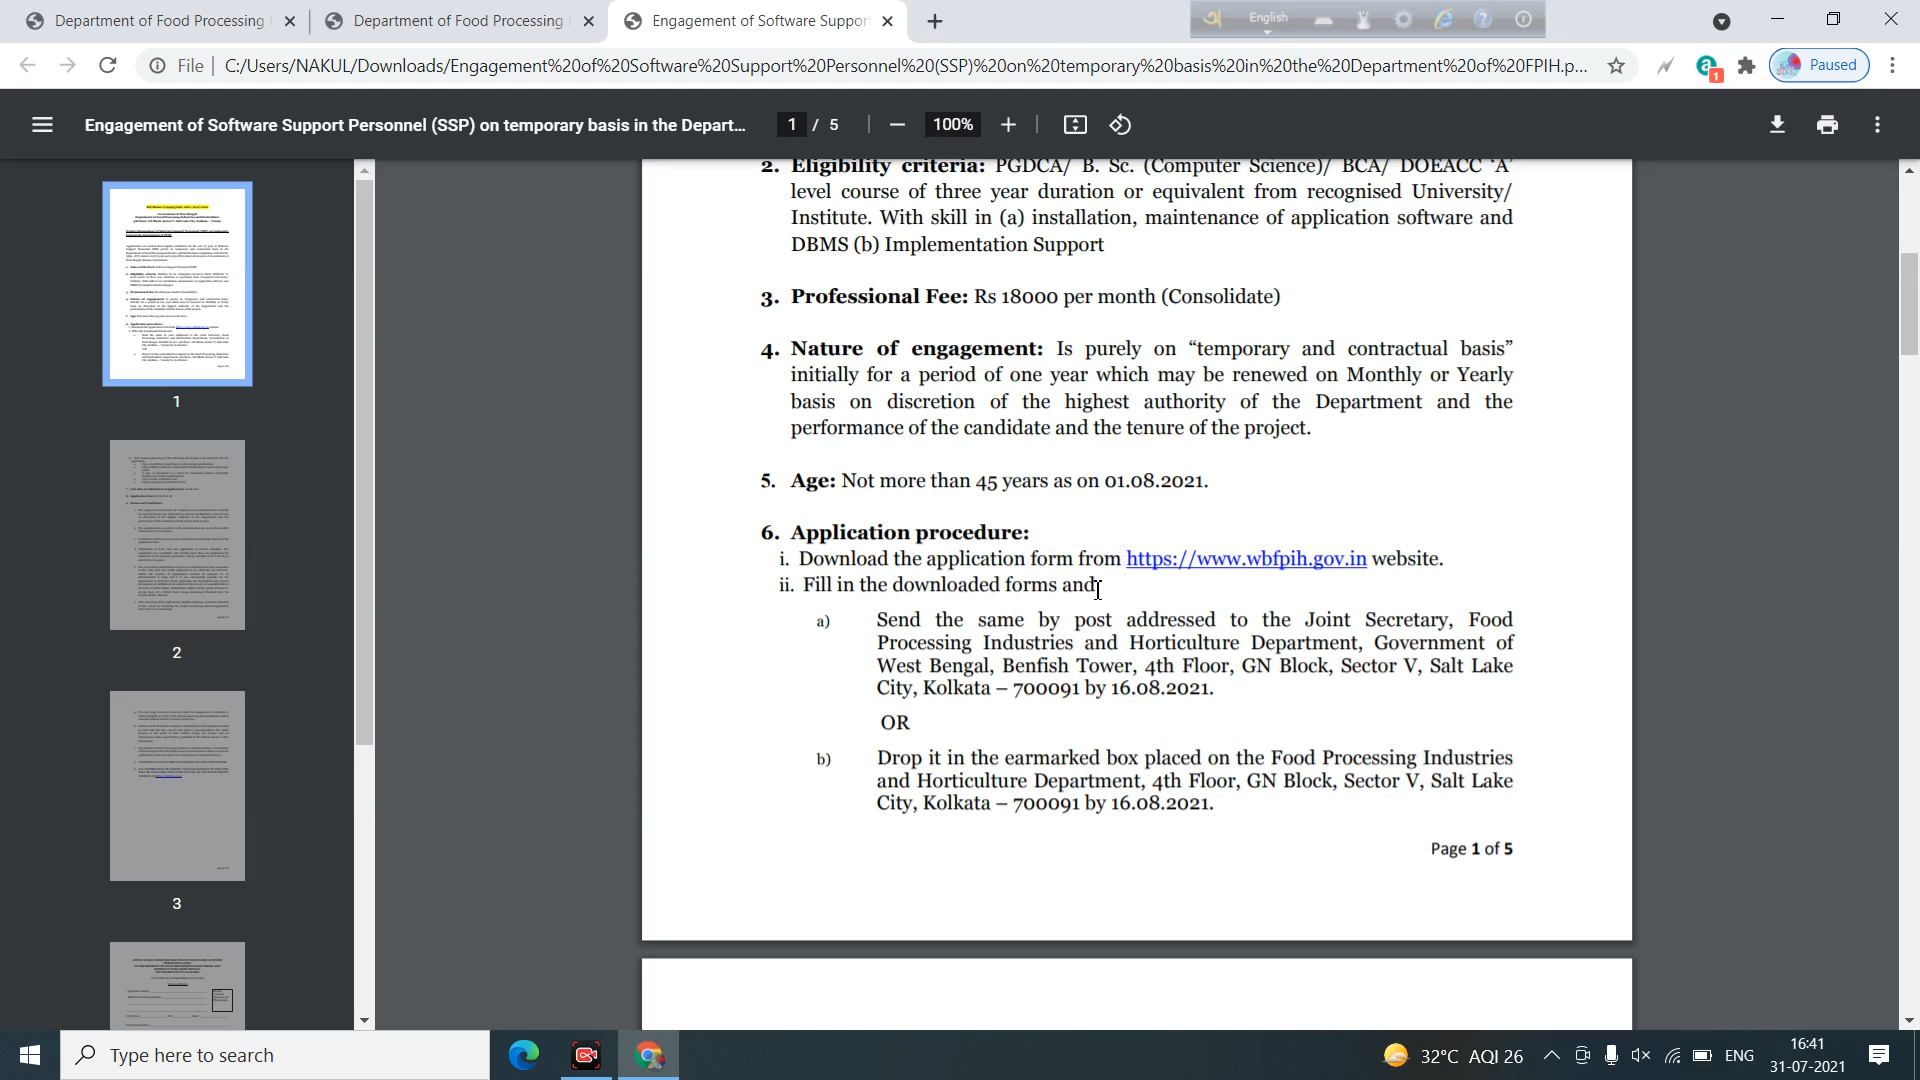 Department of Food Processing
Department of Food Processing
Engagement of Software Suppor
English
File
C:/Users/NAKUL/Downloads/Engagement%20of%20Software%20Support%20Personnel%20(SSP)%20on%20temporary%20basis%20in%20the%20Department%20of%20FPIH.p...
1
Paused
Engagement of Software Support Personnel (SSP) on temporary basis in the Depart...
1 / 5
100%
1
2
3
2. Eligibility criteria: PGDCA/ B. Sc. (Computer Science)/ BCA/ DOEACC 'A'
level course of three year duration or equivalent from recognised University/
Institute. With skill in (a) installation, maintenance of application software and
DBMS (b) Implementation Support
3. Professional Fee: Rs 18000 per month (Consolidate)
4. Nature of engagement: Is purely on “temporary and contractual basis”
initially for a period of one year which may be renewed on Monthly or Yearly
basis on discretion of the highest authority of the Department and the
performance of the candidate and the tenure of the project.
5. Age: Not more than 45 years as on 01.08.2021.
6. Application procedure:
i. Download the application form from https://www.wbfpih.gov.in website.
ii. Fill in the downloaded forms and
a) Send the same by post addressed to the Joint Secretary, Food
Processing Industries and Horticulture Department, Government of
West Bengal, Benfish Tower, 4th Floor, GN Block, Sector V, Salt Lake
City, Kolkata – 700091 by 16.08.2021.
OR
b) Drop it in the earmarked box placed on the Food Processing Industries
and Horticulture Department, 4th Floor, GN Block, Sector V, Salt Lake
City, Kolkata – 700091 by 16.08.2021.
Page 1 of 5
Type here to search
32°C AQI 26
ENG
16:41
31-07-2021